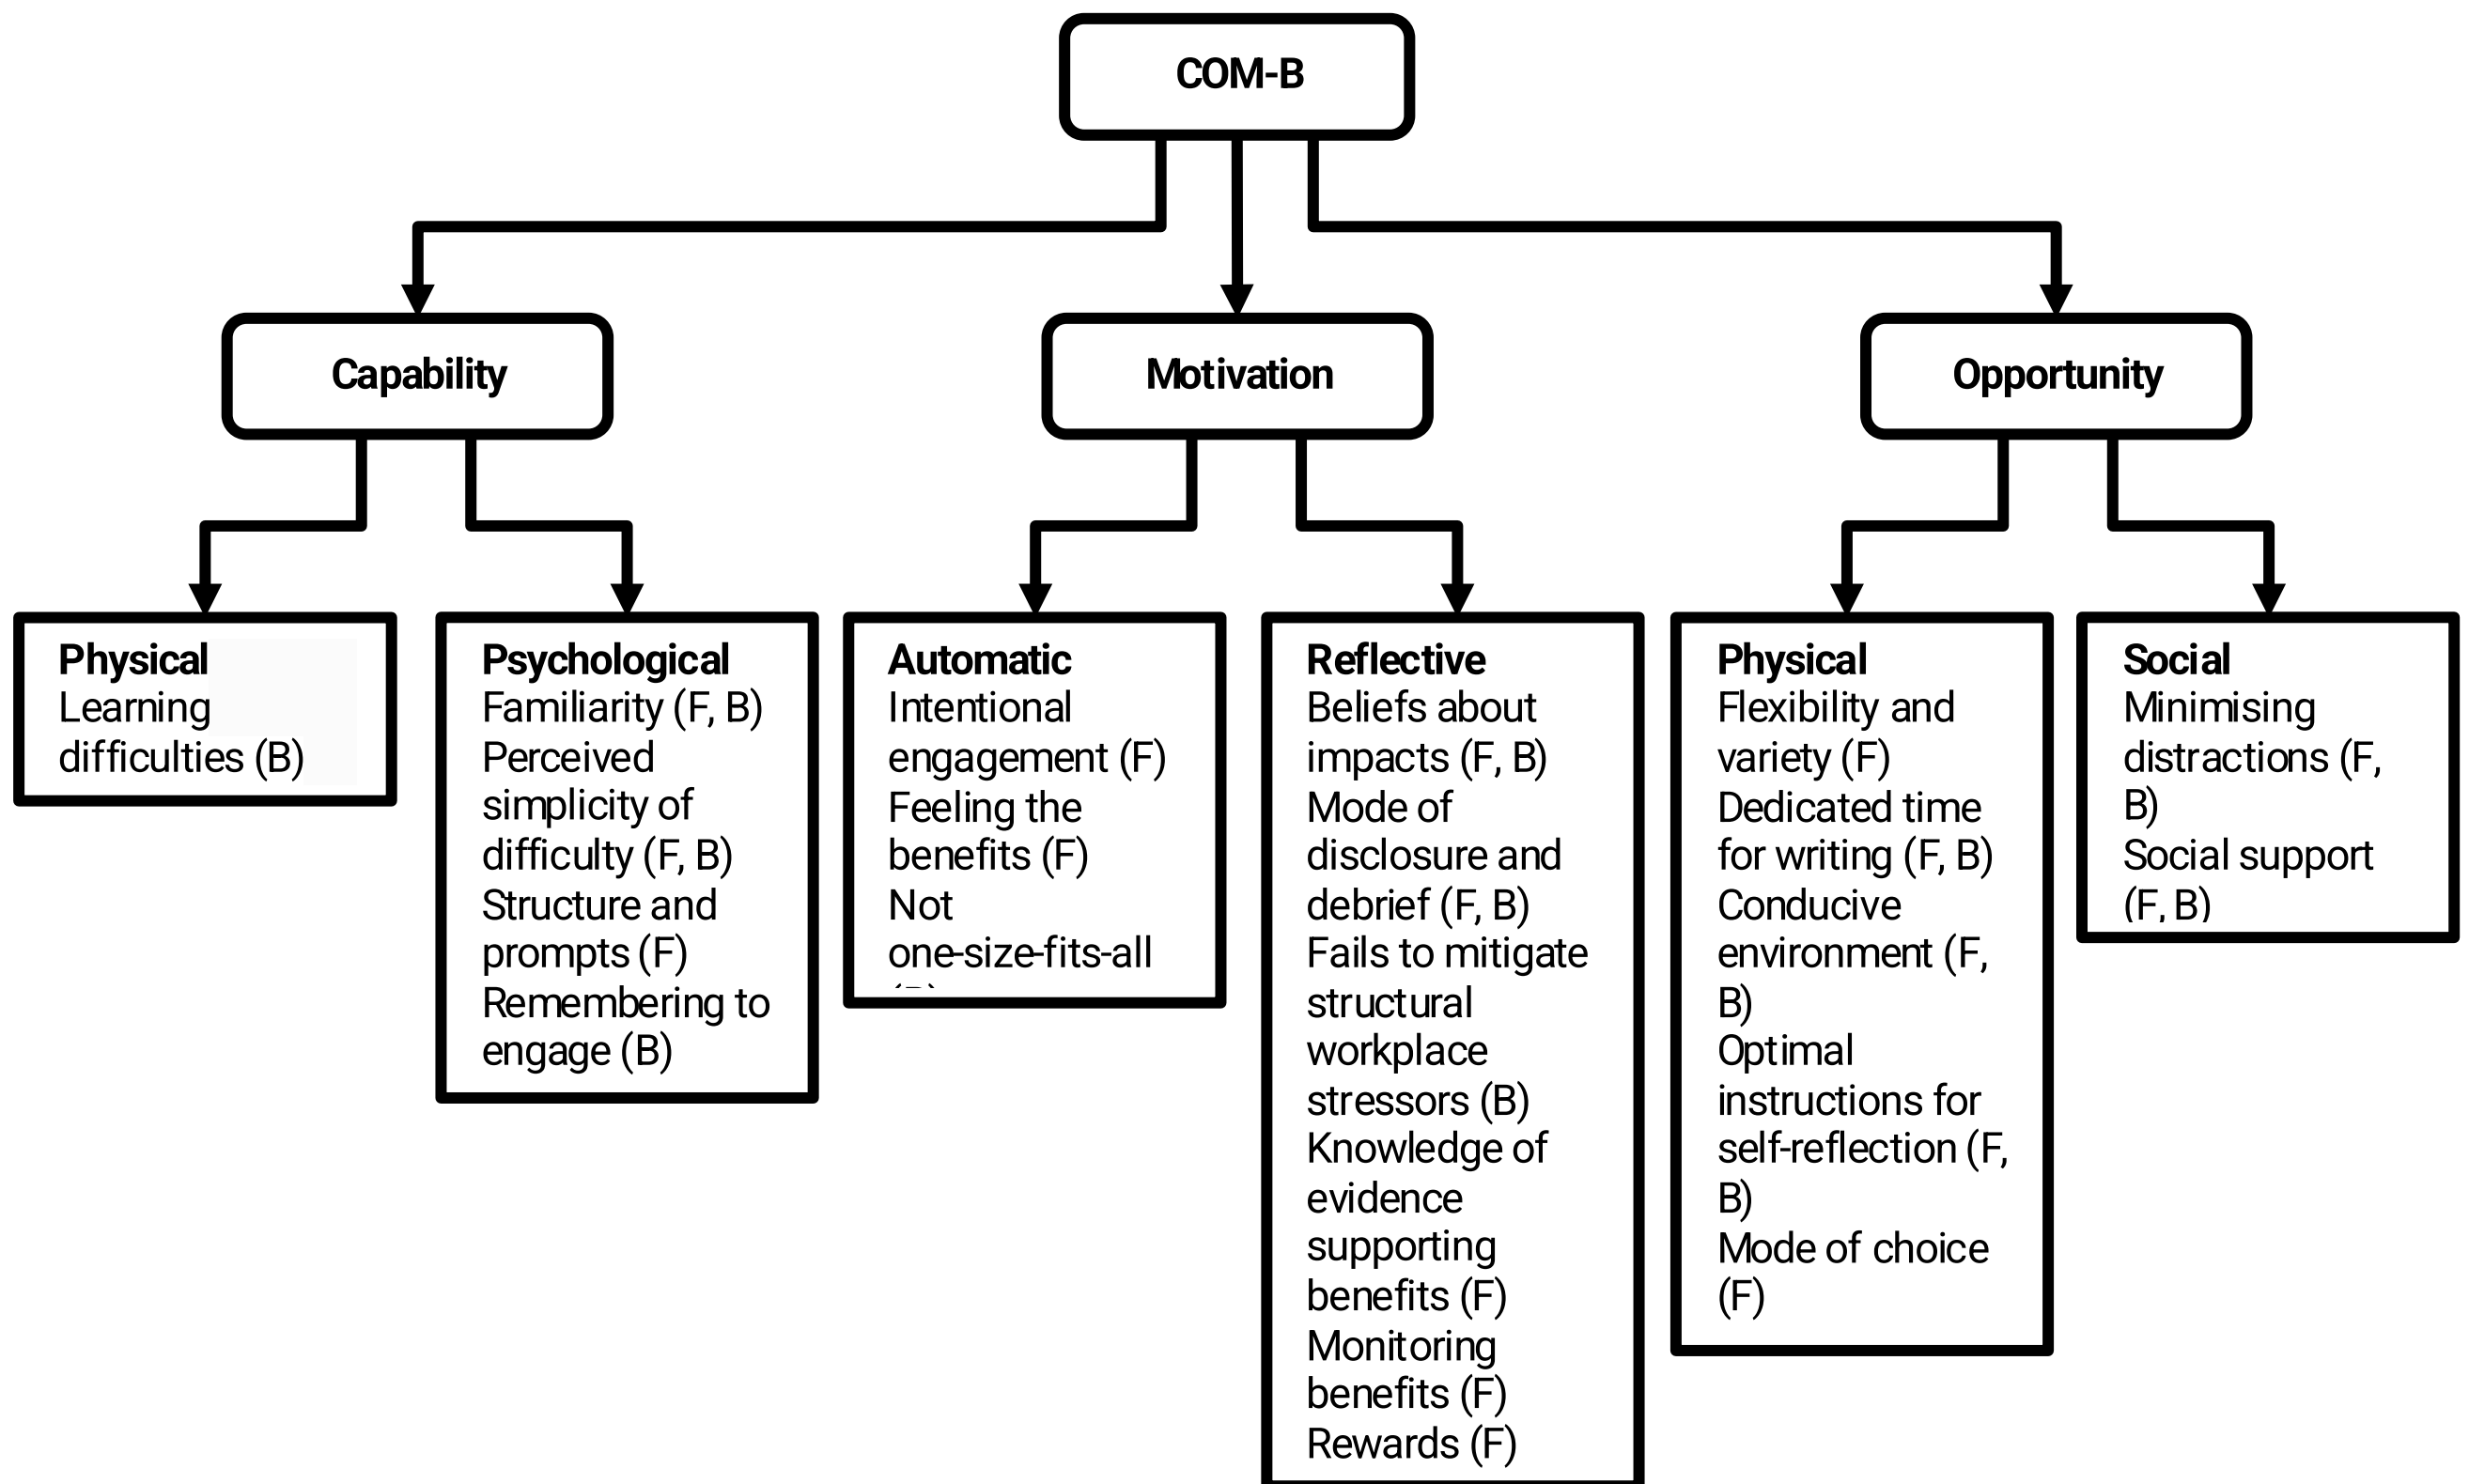 COM-B
Capability
Motivation
Opportunity
Physical
Learning
difficulties (B)
Psychological
Familiarity (F, B)
Perceived
simplicity of
difficulty (F, B)
Structure and
prompts (F)
Remembering to
engage (B)
Automatic
Intentional
engagement (F)
Feeling the
benefits (F)
Not
one-size-fits-all
Reflective
Beliefs about
impacts (F, B)
Mode of
disclosure and
debrief (F, B)
Fails to mitigate
structural
workplace
stressors (B)
Knowledge of
evidence
supporting
benefits (F)
Monitoring
benefits (F)
Rewards (F)
Physical
Flexibility and
variety (F)
Dedicated time
for writing (F, B)
Conducive
environment (F,
B)
Optimal
instructions for
self-reflection (F,
B)
Mode of choice
(F)
Social
Minimising
distractions (F,
B)
Social support
(F, B)